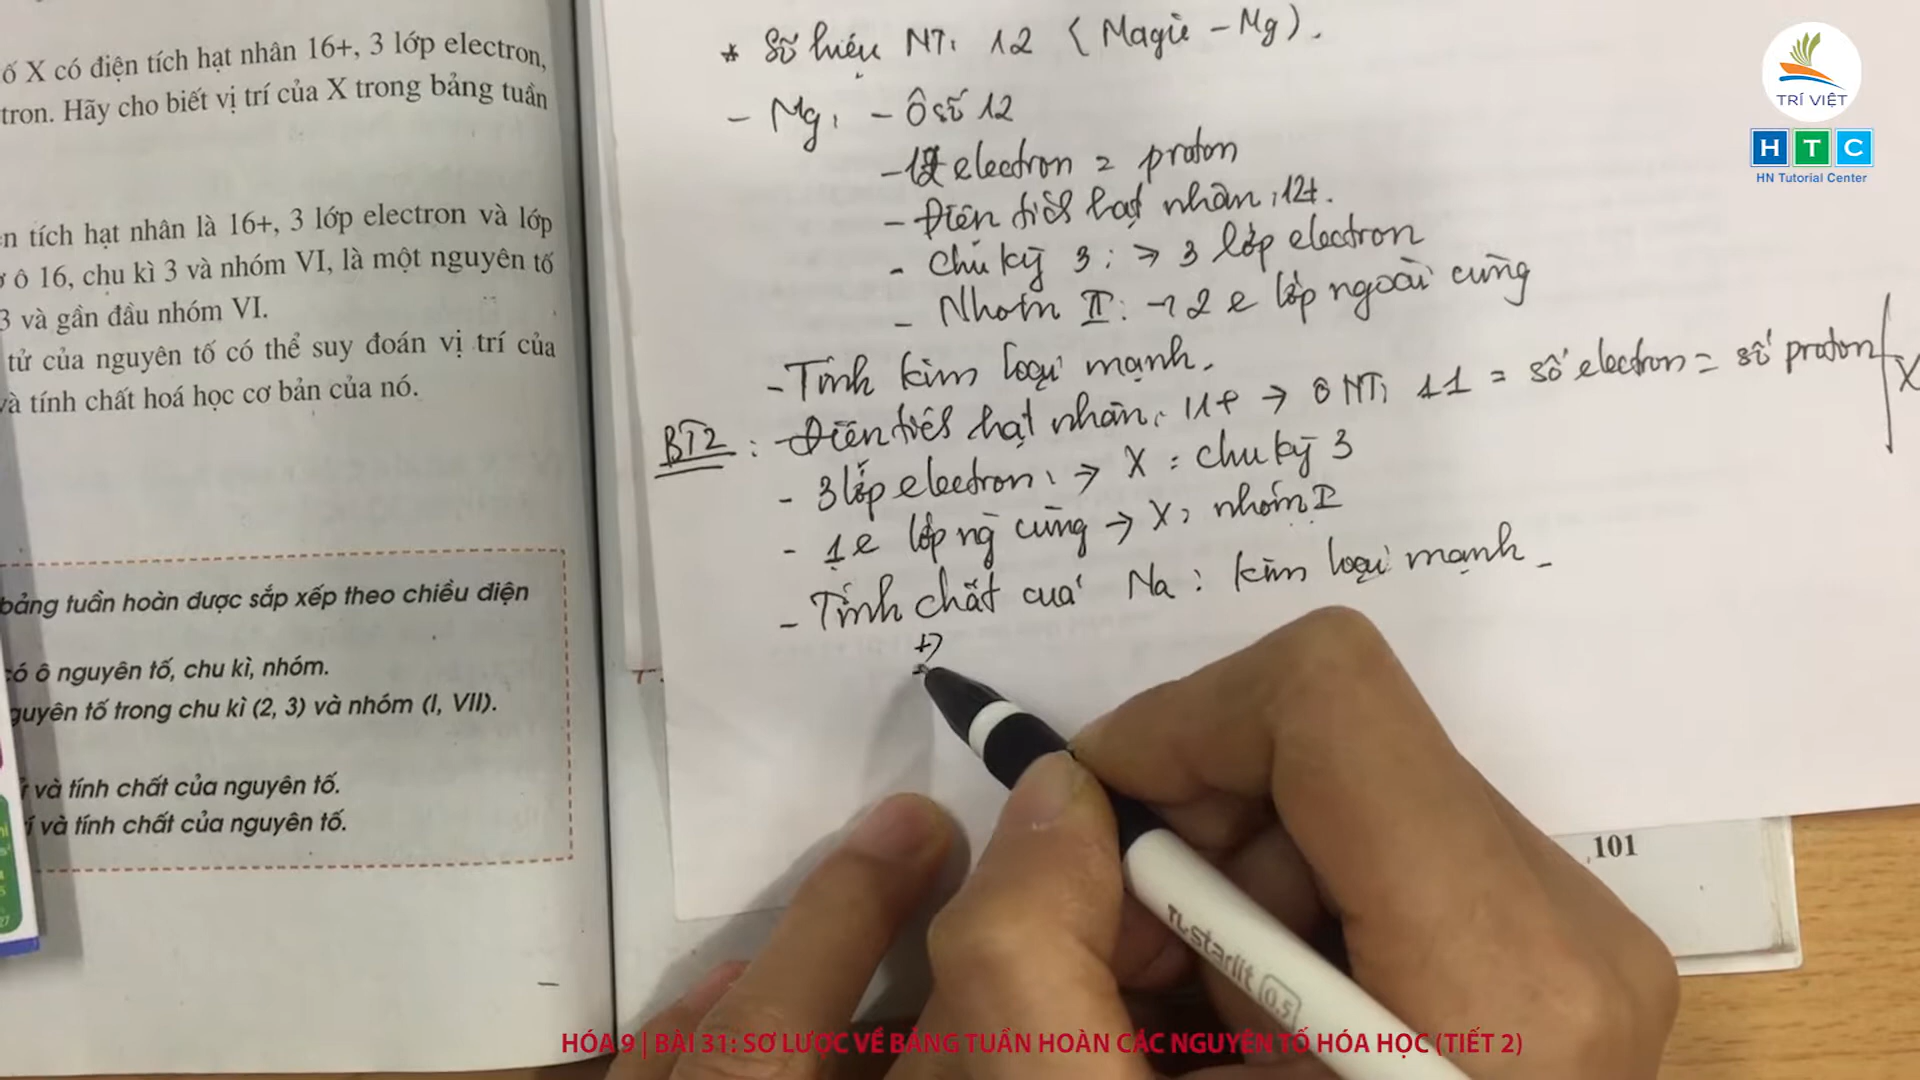 ố X có điện tích hạt nhân 16+, 3 lớp electron,
tron. Hãy cho biết vị trí của X trong bảng tuần
n tích hạt nhân là 16+, 3 lớp electron và lớp
ô 16, chu kì 3 và nhóm VI, là một nguyên tố
3 và gần đầu nhóm VI.
tử của nguyên tố có thể suy đoán vị trí của
và tính chất hoá học cơ bản của nó.
bảng tuần hoàn được sắp xếp theo chiều điện
có ô nguyên tố, chu kì, nhóm.
guyên tố trong chu kì (2, 3) và nhóm (I, VII).
và tính chất của nguyên tố.
í và tính chất của nguyên tố.
* Số hiệu NT: 12 (Magiê - Mg).
- Mg: - Ô số 12
- 12 electron = proton
- Điện tích hạt nhân: 12+.
- Chu kỳ 3: → 3 lớp electron
- Nhóm II: → 2e lớp ngoài cùng
- Tính kim loại mạnh.
BT2: - Điện tích hạt nhân: 11+ → ô NT: 11 = số electron = số proton X
- 3 lớp electron: → X: chu kỳ 3
- 1e lớp ng cùng → X: nhóm I
- Tính chất của Na: kim loại mạnh.
+)
101
TL starlit 0.5
TRÍ VIỆT
HTC
HN Tutorial Center
HÓA 9 | BÀI 31: SƠ LƯỢC VỀ BẢNG TUẦN HOÀN CÁC NGUYÊN TỐ HÓA HỌC (TIẾT 2)